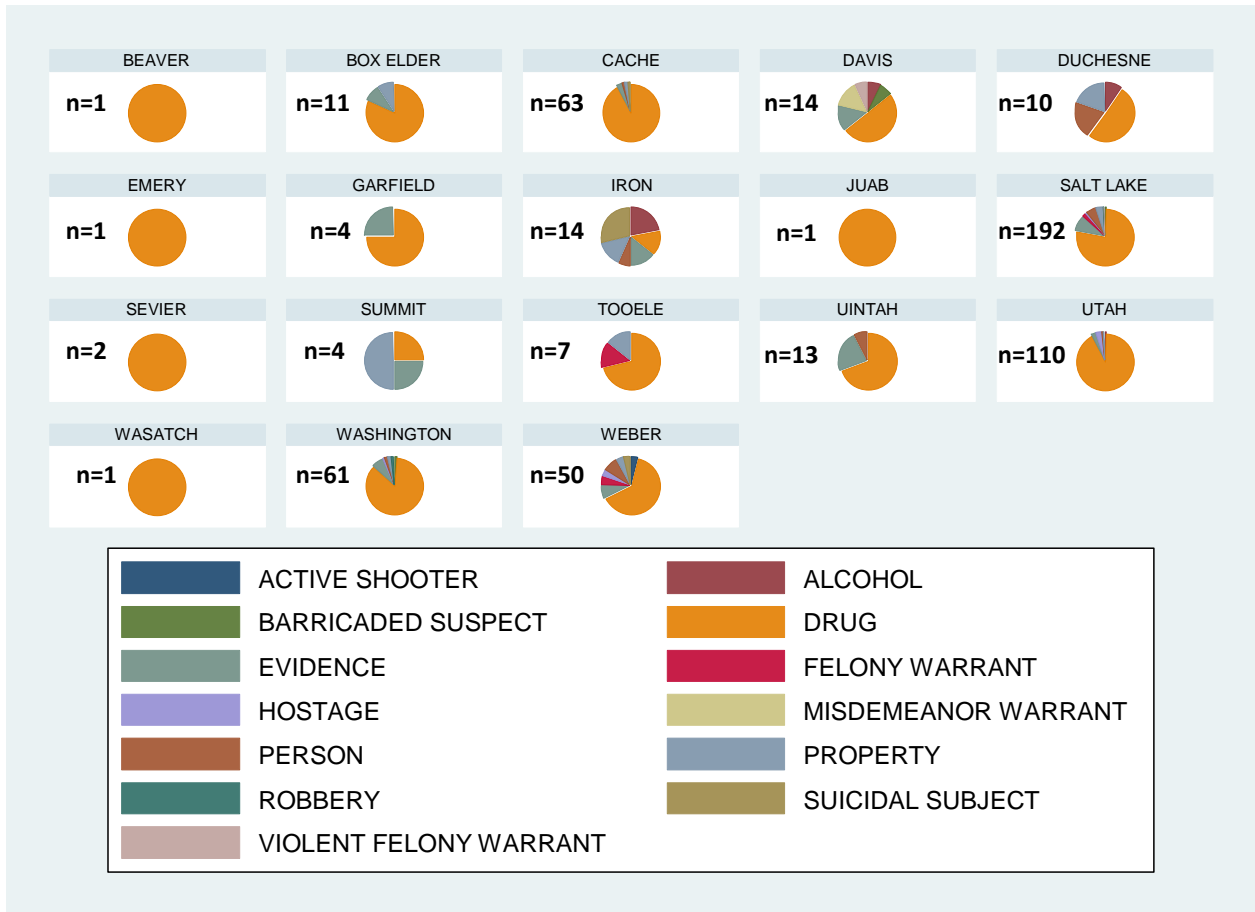 BEAVER
n=1
BOX ELDER
n=11
CACHE
n=63
DAVIS
n=14
DUCHESNE
n=10
EMERY
n=1
GARFIELD
n=4
IRON
n=14
JUAB
n=1
SALT LAKE
n=192
SEVIER
n=2
SUMMIT
n=4
TOOELE
n=7
UINTAH
n=13
UTAH
n=110
WASATCH
n=1
WASHINGTON
n=61
WEBER
n=50
ACTIVE SHOOTER
ALCOHOL
BARRICADED SUSPECT
DRUG
EVIDENCE
FELONY WARRANT
HOSTAGE
MISDEMEANOR WARRANT
PERSON
PROPERTY
ROBBERY
SUICIDAL SUBJECT
VIOLENT FELONY WARRANT